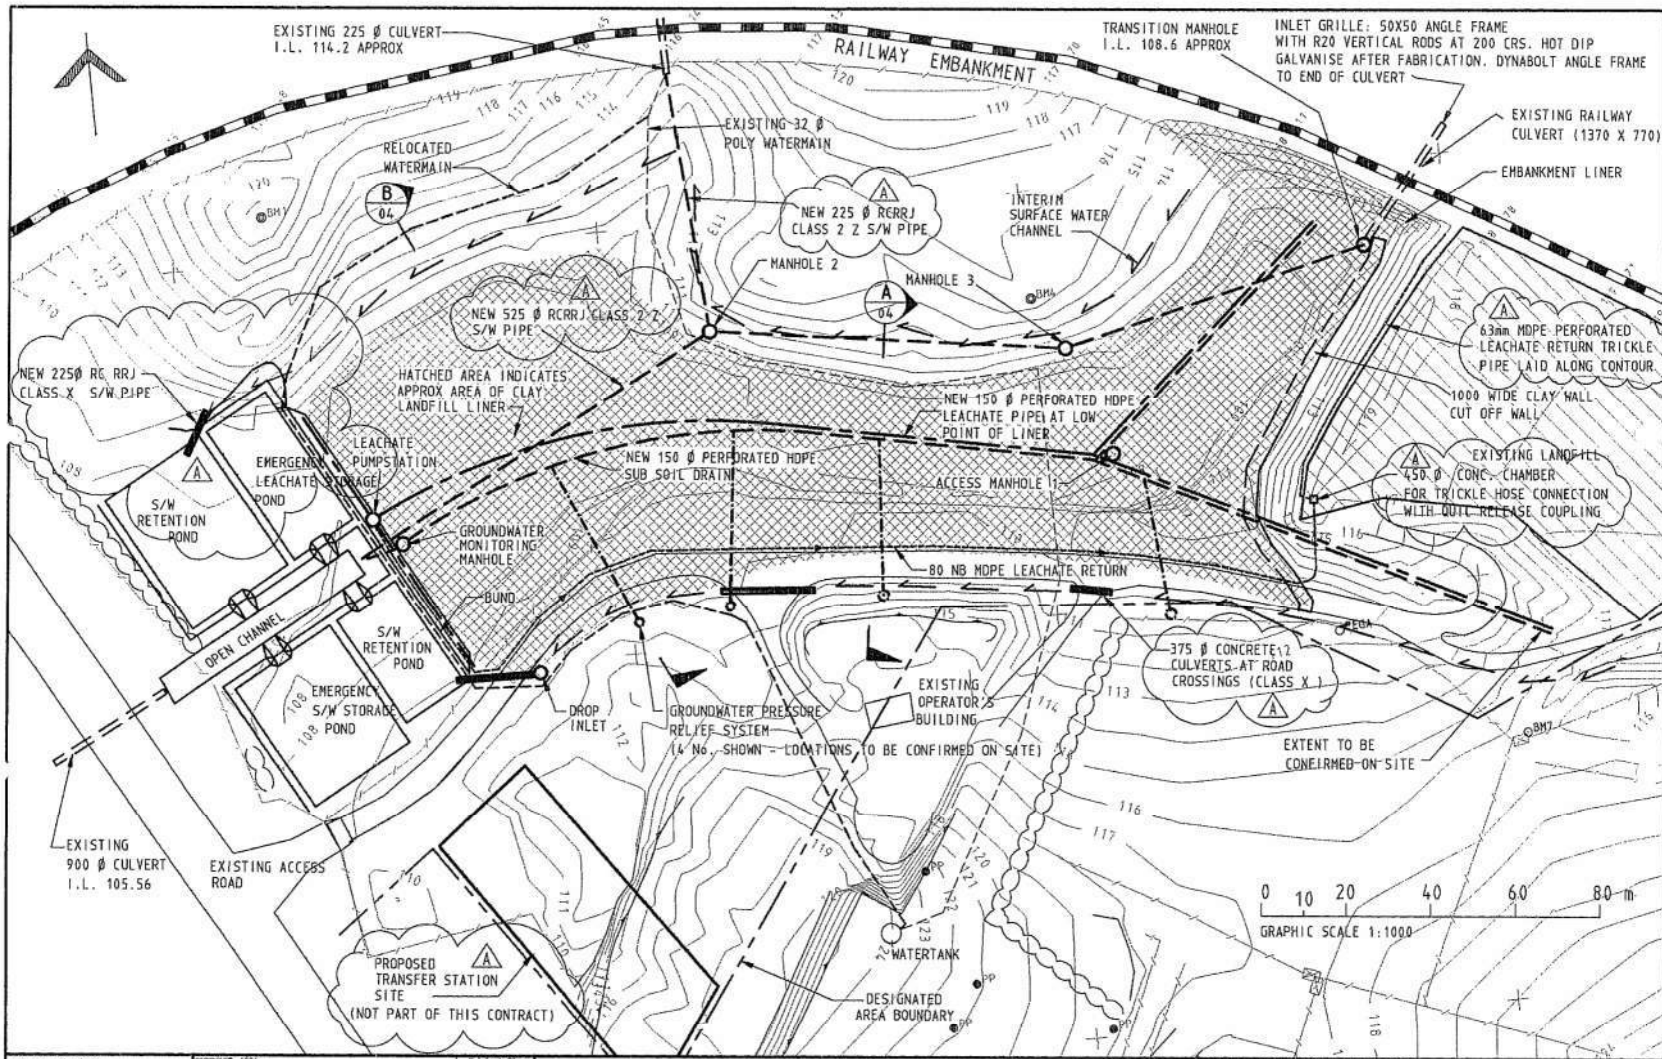 EXISTING 225 Ø CULVERT
I.L. 114.2 APPROX
RAILWAY EMBANKMENT
TRANSITION MANHOLE
I.L. 108.6 APPROX
INLET GRILLE: 50X50 ANGLE FRAME
WITH R20 VERTICAL RODS AT 200 CRS. HOT DIP
GALVANISE AFTER FABRICATION. DYNABOLT ANGLE FRAME
TO END OF CULVERT
EXISTING RAILWAY
CULVERT (1370 X 770)
EMBANKMENT LINER
EXISTING 32 Ø
POLY WATERMAIN
RELOCATED
WATERMAIN
B
04
A
NEW 225 Ø RCRRJ
CLASS 2 Z S/W PIPE
INTERIM
SURFACE WATER
CHANNEL
MANHOLE 2
MANHOLE 3
A
04
BM1
BM4
A
NEW 525 Ø RCRRJ CLASS 2 Z
S/W PIPE
A
63mm MDPE PERFORATED
LEACHATE RETURN TRICKLE
PIPE LAID ALONG CONTOUR
NEW 225Ø RC RRJ
CLASS X S/W PIPE
HATCHED AREA INDICATES
APPROX AREA OF CLAY
LANDFILL LINER
NEW 150 Ø PERFORATED HDPE
LEACHATE PIPE AT LOW
POINT OF LINER
1000 WIDE CLAY WALL
CUT OFF WALL
LEACHATE
PUMPSTATION
NEW 150 Ø PERFORATED HDPE
SUB SOIL DRAIN
ACCESS MANHOLE 1
A
EXISTING LANDFILL
450 Ø CONC. CHAMBER
FOR TRICKLE HOSE CONNECTION
WITH QUIC RELEASE COUPLING
A
EMERGENCY
LEACHATE STORAGE
POND
S/W
RETENTION
POND
GROUNDWATER
MONITORING
MANHOLE
80 NB MDPE LEACHATE RETURN
BUND
OPEN CHANNEL
S/W
RETENTION
POND
EMERGENCY
S/W STORAGE
POND
DROP
INLET
GROUNDWATER PRESSURE
RELIEF SYSTEM
(4 No. SHOWN - LOCATIONS TO BE CONFIRMED ON SITE)
EXISTING
OPERATOR'S
BUILDING
375 Ø CONCRETE
CULVERTS AT ROAD
CROSSINGS (CLASS X )
A
EXTENT TO BE
CONFIRMED ON SITE
BM7
EXISTING
900 Ø CULVERT
I.L. 105.56
EXISTING ACCESS
ROAD
PROPOSED
TRANSFER STATION
SITE
(NOT PART OF THIS CONTRACT)
A
WATERTANK
DESIGNATED
AREA BOUNDARY
0 10 20 40 60 80 m
GRAPHIC SCALE 1:1000